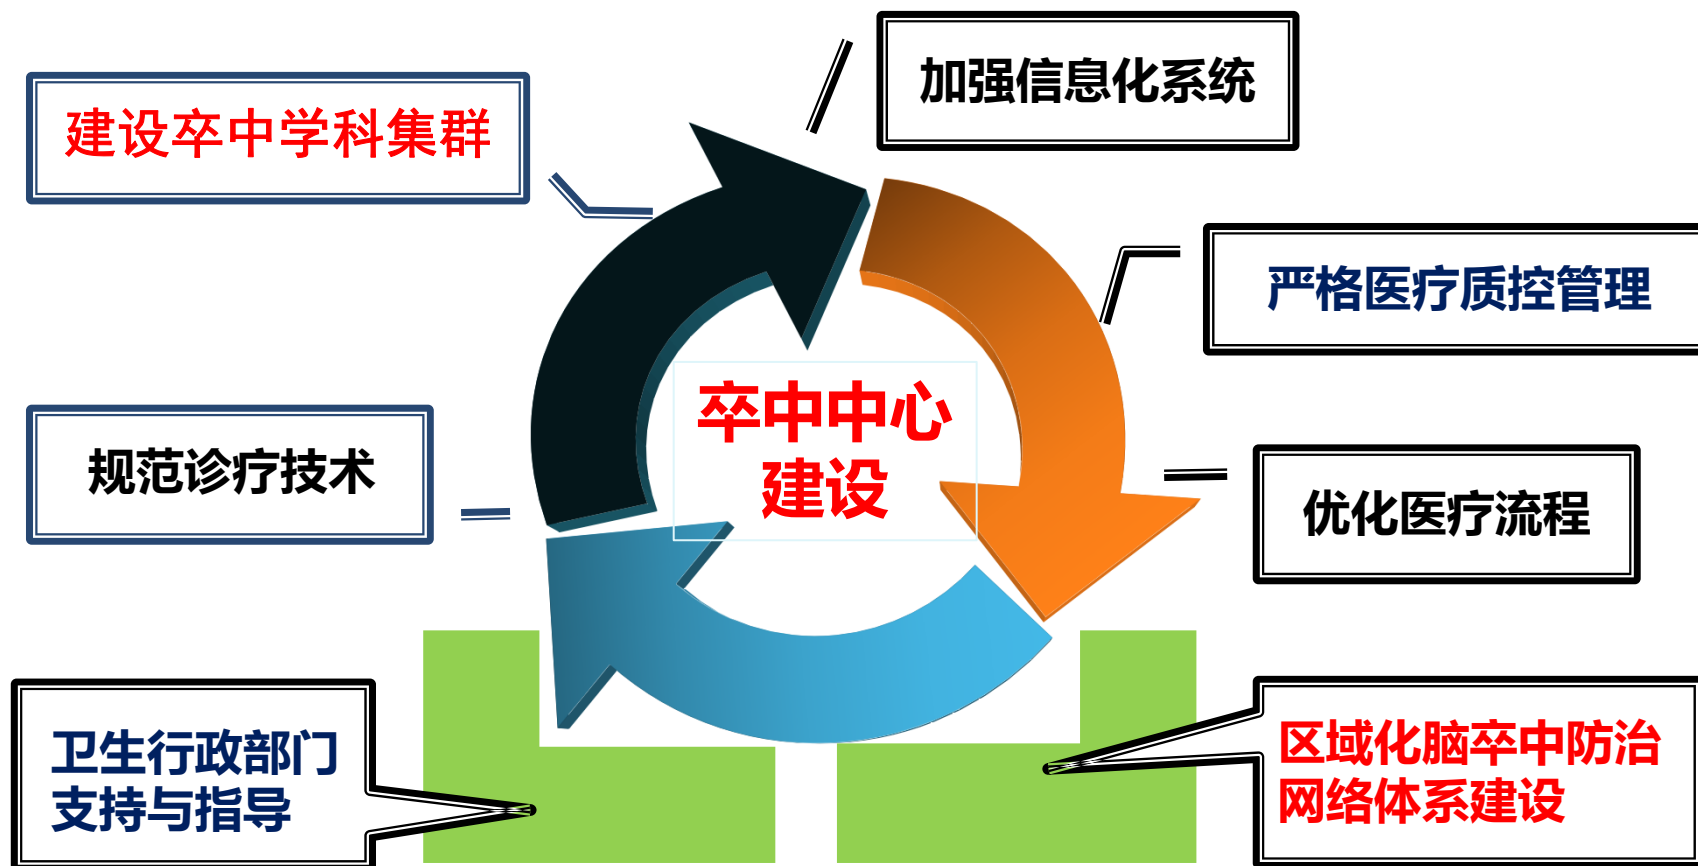 加强信息化系统
建设卒中学科集群
严格医疗质控管理
卒中中心
建设
规范诊疗技术
优化医疗流程
卫生行政部门
支持与指导
区域化脑卒中防治
网络体系建设